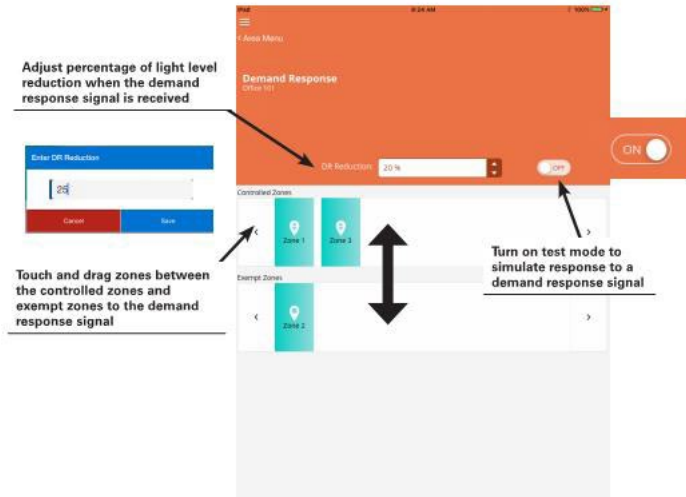 iPad 8:24 AM 100%
< Area Menu
Adjust percentage of light level
reduction when the demand
response signal is received
Demand Response
Office 101
Enter DR Reduction
25
Cancel Save
DR Reduction: 20 %
OFF
ON
Controlled Zones
Zone 1
Zone 3
Touch and drag zones between
the controlled zones and
exempt zones to the demand
response signal
Turn on test mode to
simulate response to a
demand response signal
Exempt Zones
Zone 2